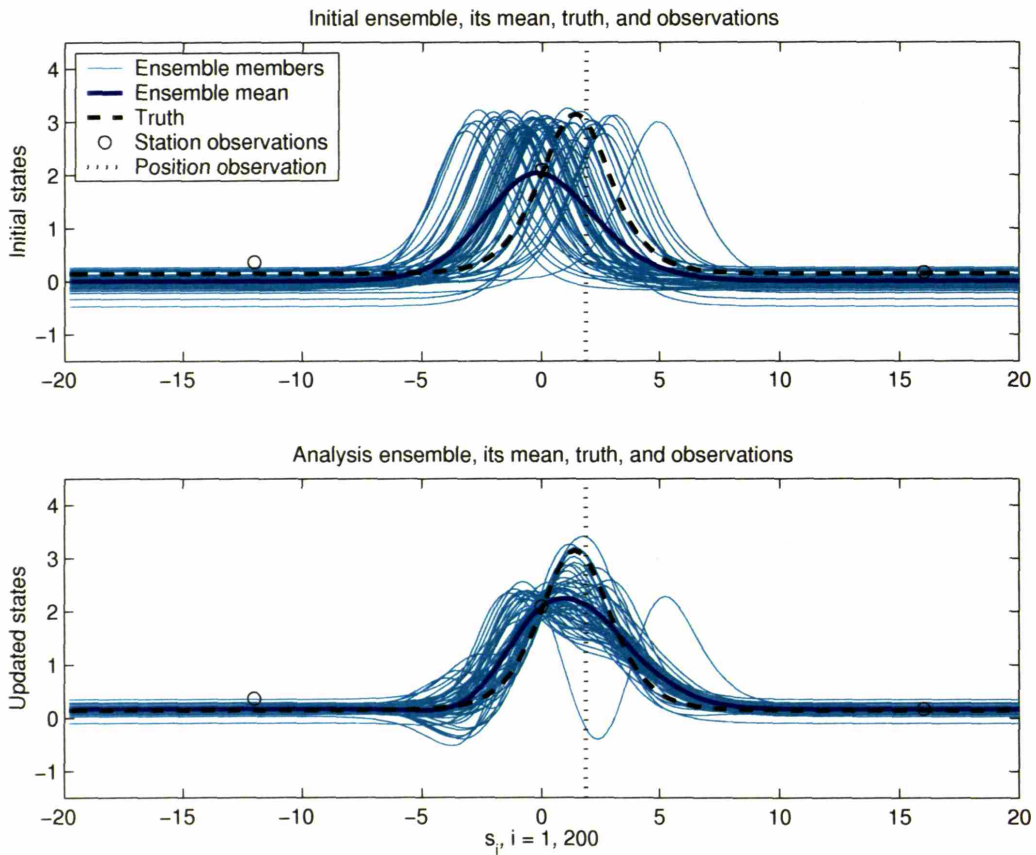 Initial ensemble, its mean, truth, and observations
Ensemble members
Ensemble mean
Truth
Station observations
Position observation
Initial states
4
3
2
1
0
−1
−20 −15 −10 −5 0 5 10 15 20
Analysis ensemble, its mean, truth, and observations
Updated states
4
3
2
1
0
−1
−20 −15 −10 −5 0 5 10 15 20
s_i, i = 1, 200